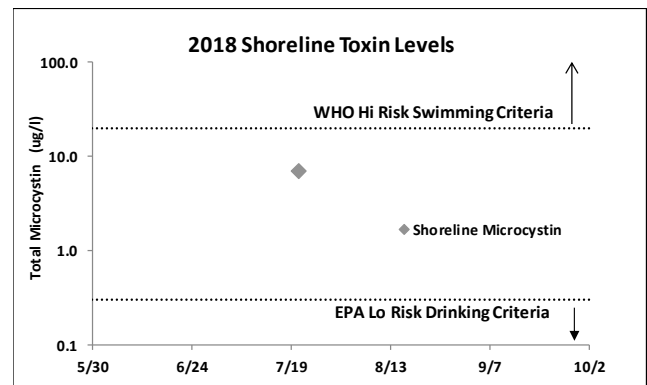 2018 Shoreline Toxin Levels
100.0
WHO Hi Risk Swimming Criteria
10.0
Total Microcystin (ug/l)
Shoreline Microcystin
1.0
EPA Lo Risk Drinking Criteria
0.1
5/30 6/24 7/19 8/13 9/7 10/2